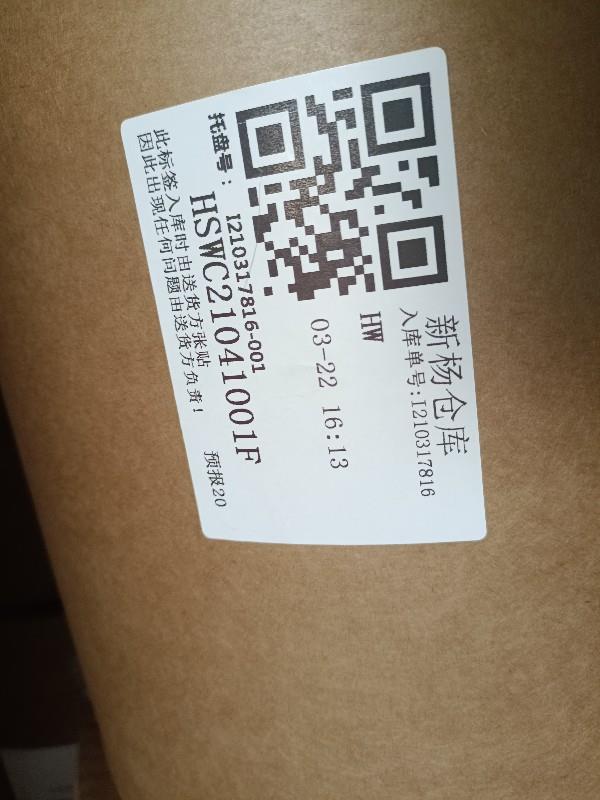 新杨仓库
入库单号:I210317816
HW
03-22 16:13
托盘号: I210317816-001
HSWC21041001F
预报20
此标签入库时由送货方张贴
因此出现任何问题由送货方负责!